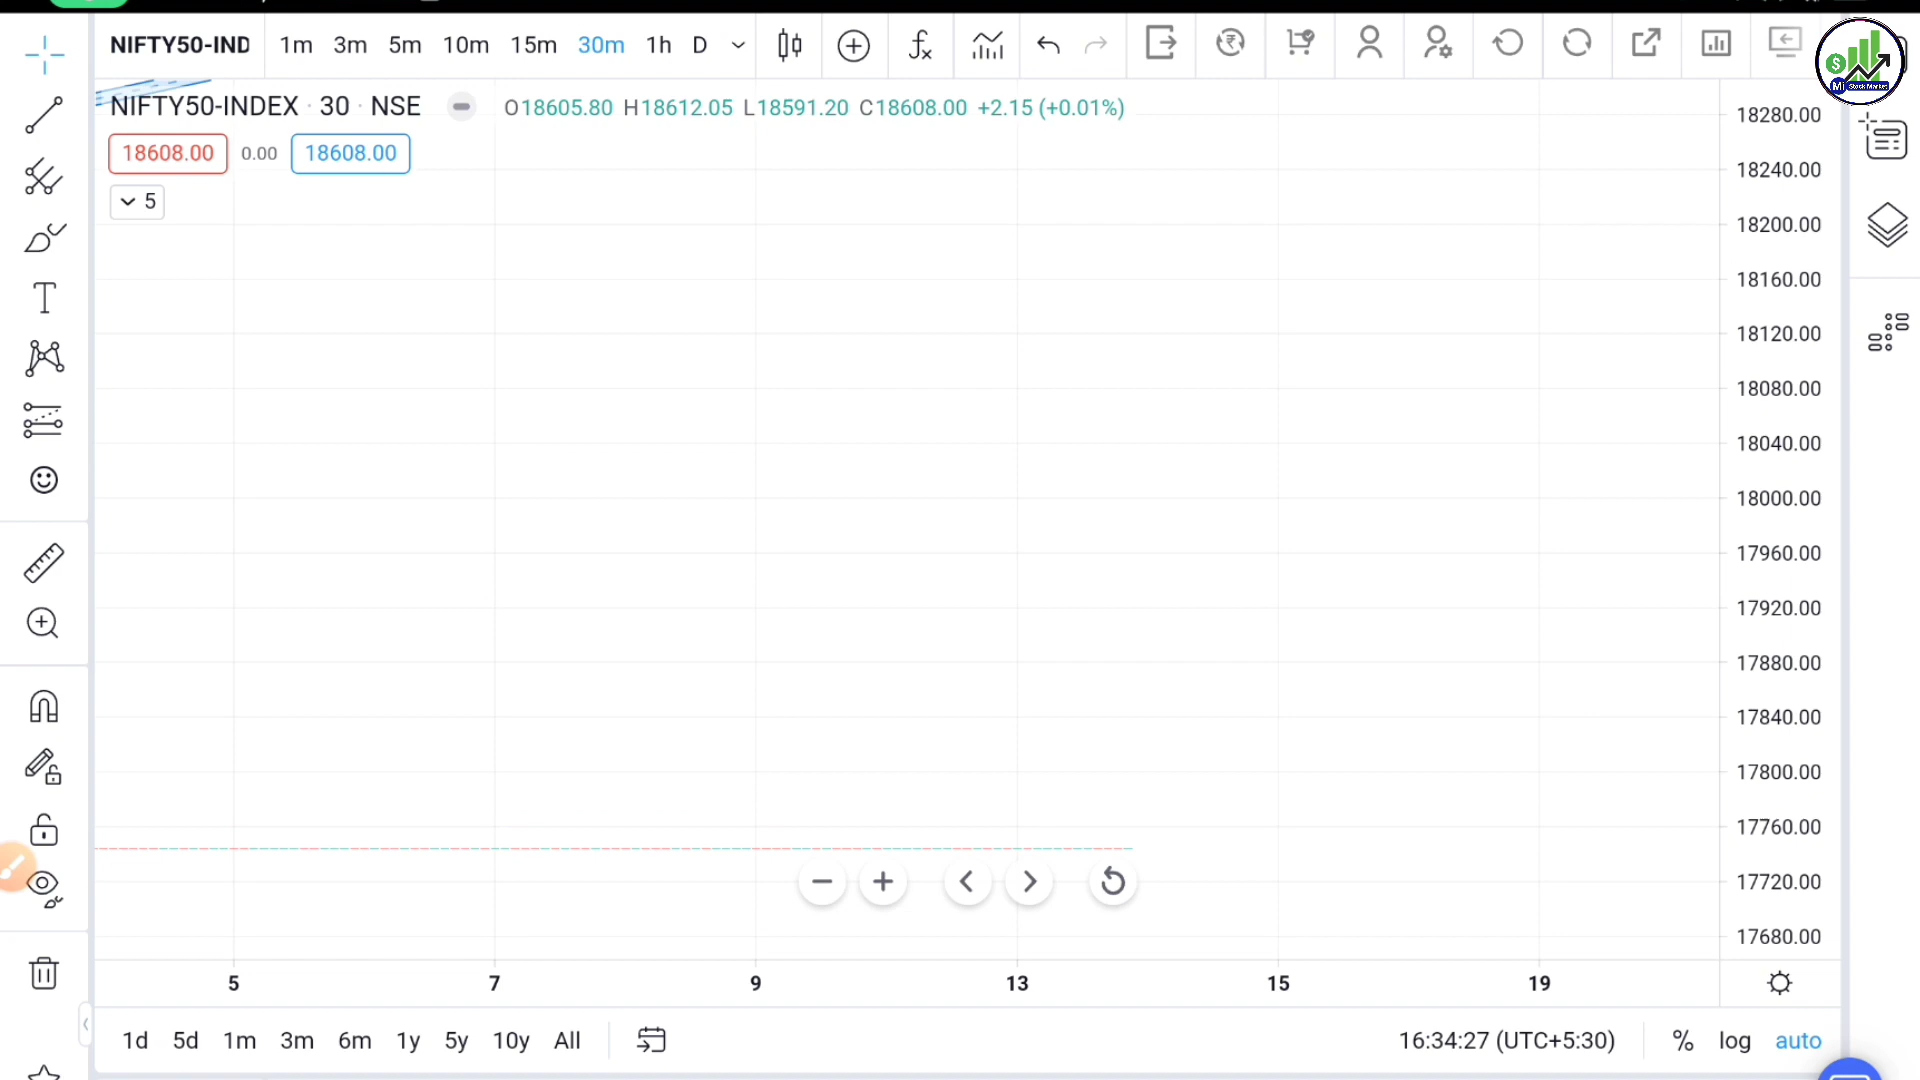 NIFTY50-IND 1m 3m 5m 10m 15m 30m 1h D
NIFTY50-INDEX · 30 · NSE O18605.80 H18612.05 L18591.20 C18608.00 +2.15 (+0.01%)
18608.00 0.00 18608.00
5
18280.00
18240.00
18200.00
18160.00
18120.00
18080.00
18040.00
18000.00
17960.00
17920.00
17880.00
17840.00
17800.00
17760.00
17720.00
17680.00
5 7 9 13 15 19
1d 5d 1m 3m 6m 1y 5y 10y All 16:34:27 (UTC+5:30) % log auto
Mi Stock Market